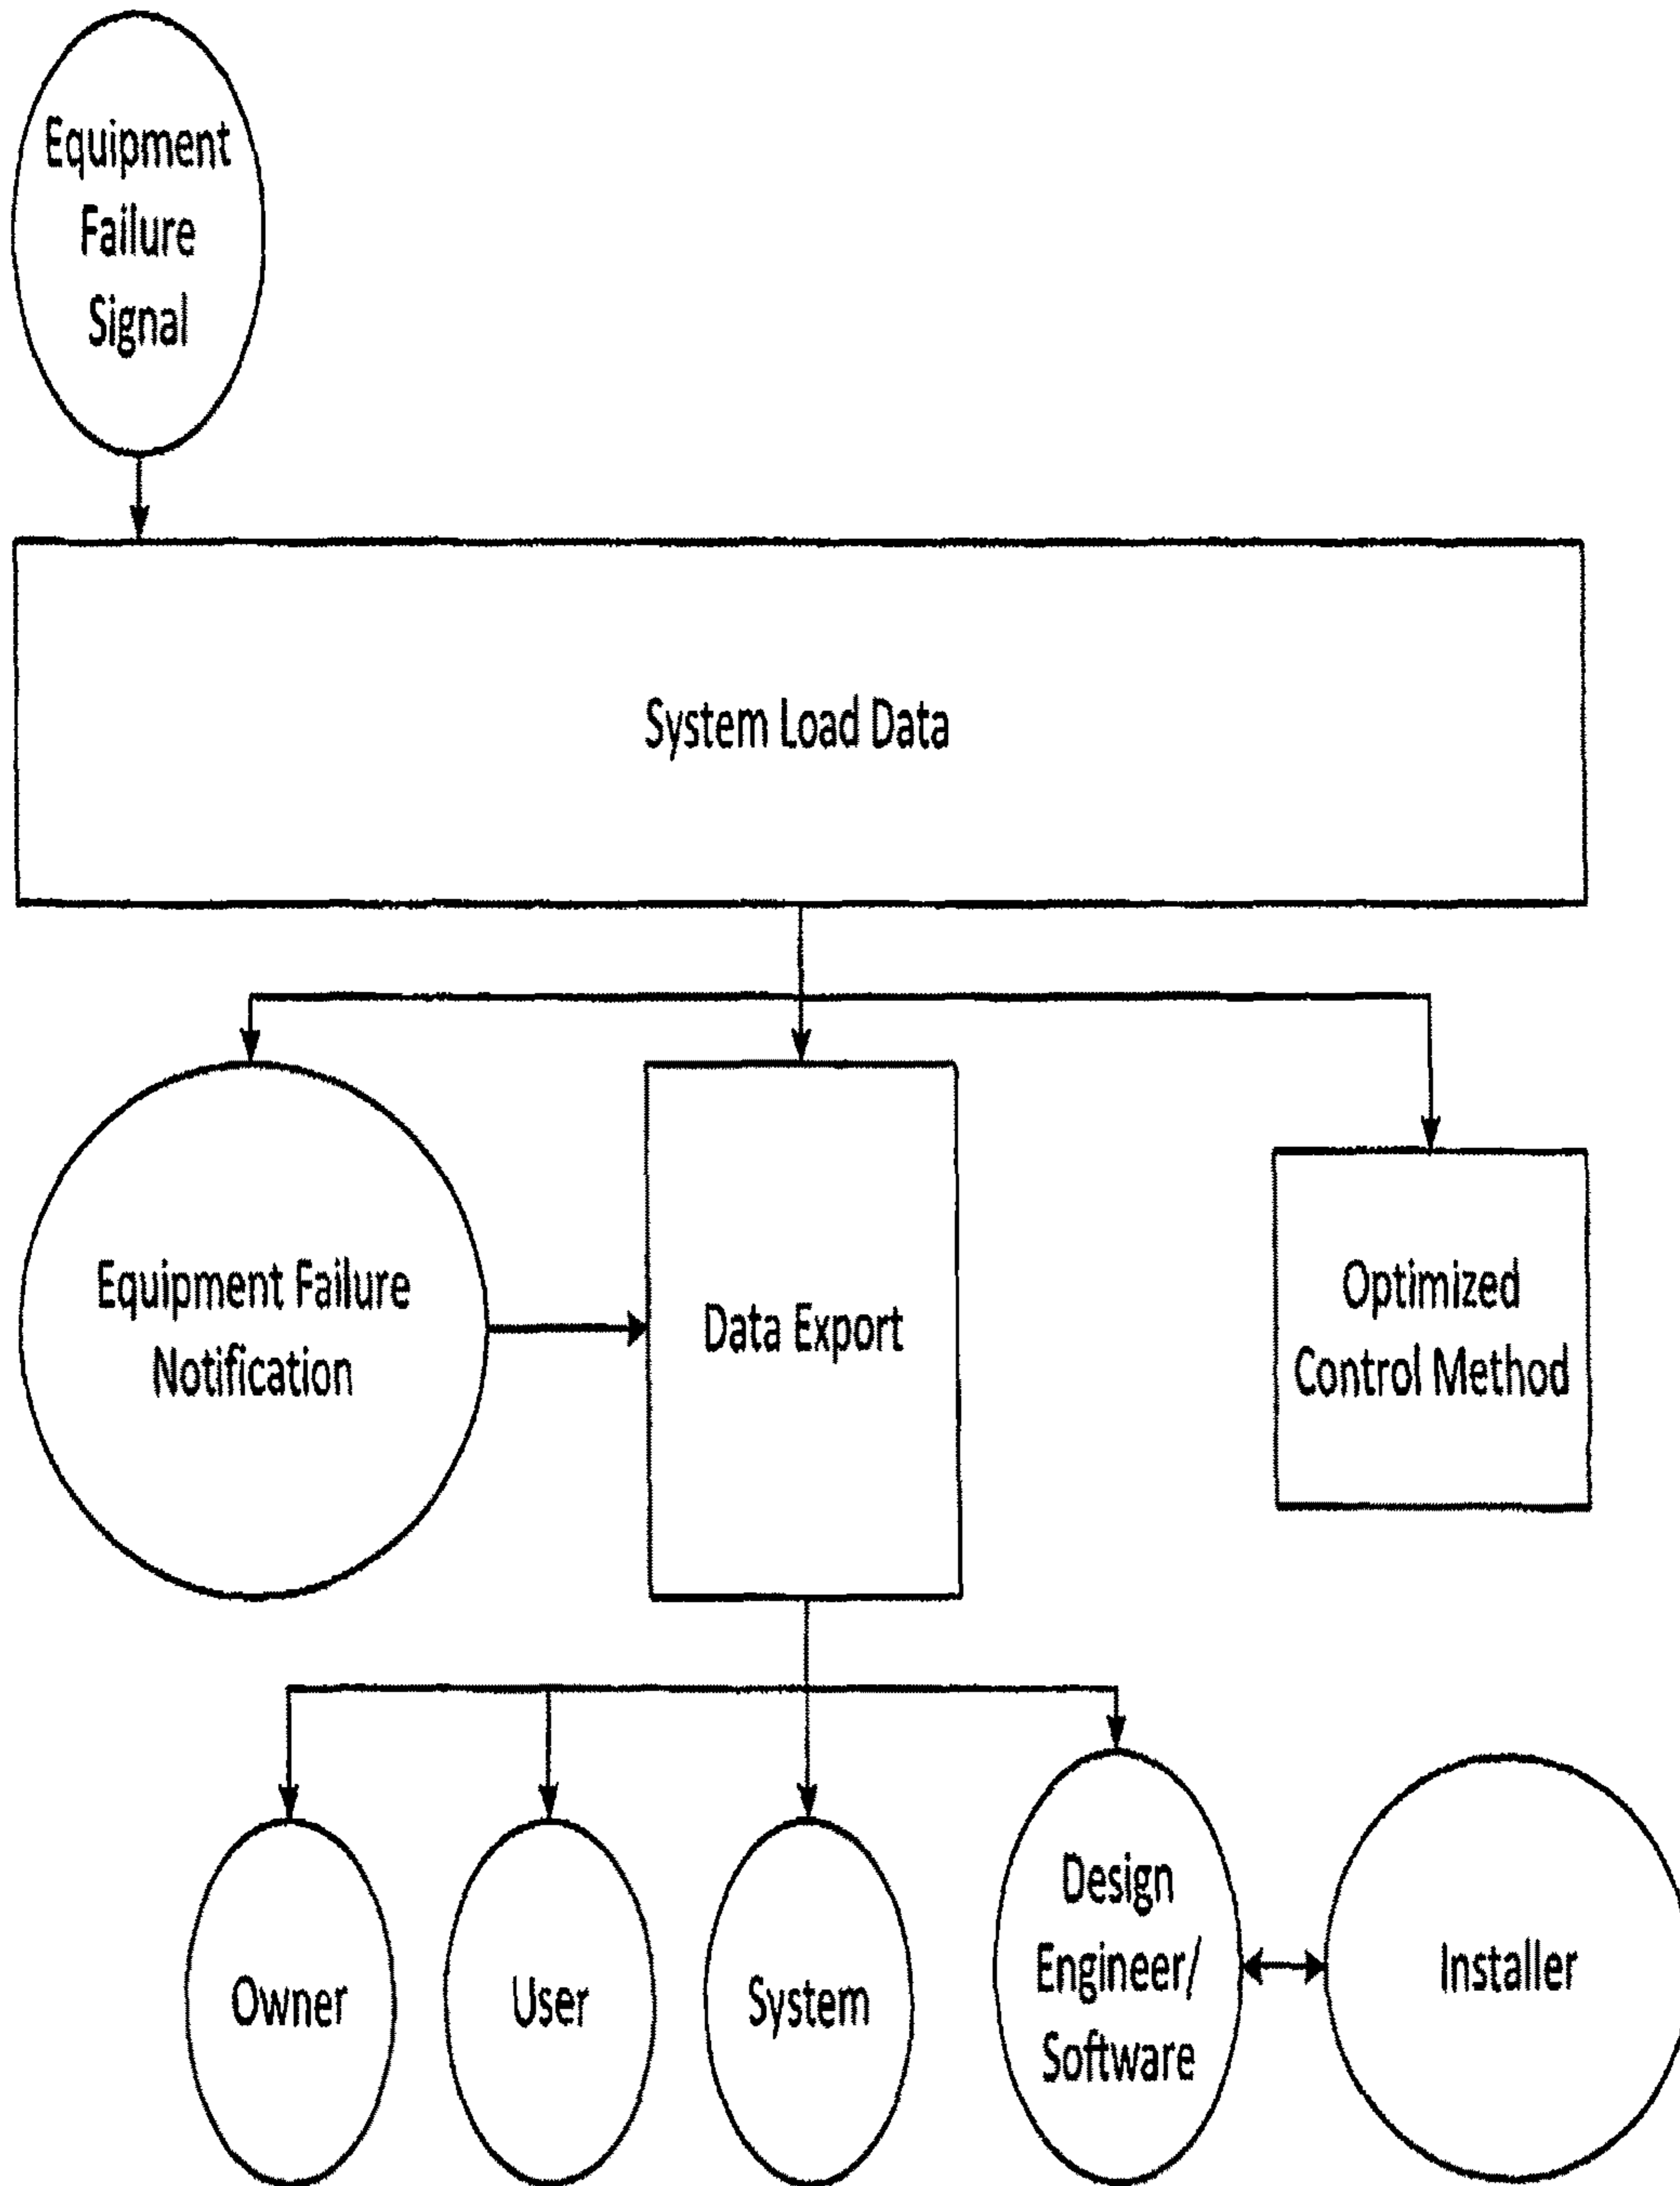 Equipment
Failure
Signal
System Load Data
Equipment Failure
Notification
Data Export
Optimized
Control Method
Owner
User
System
Design
Engineer/
Software
Installer